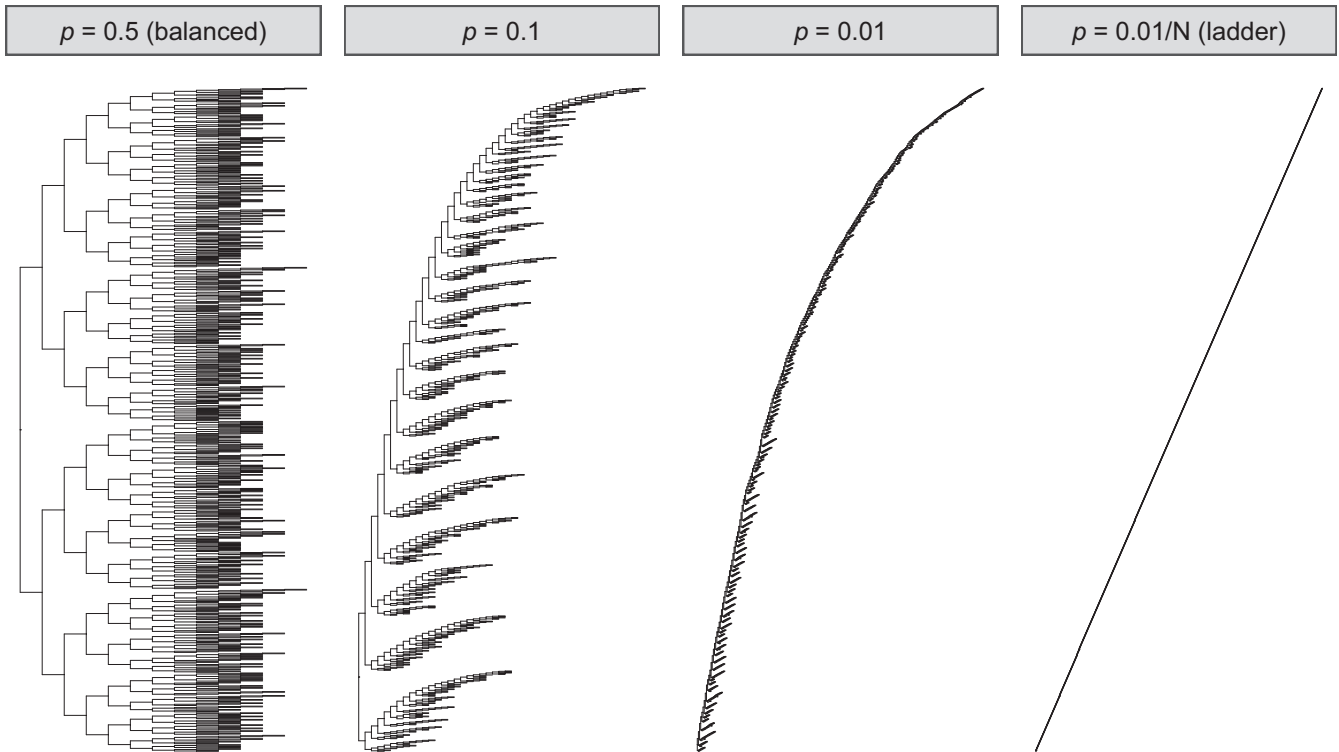 p = 0.5 (balanced)
p = 0.1
p = 0.01
p = 0.01/N (ladder)